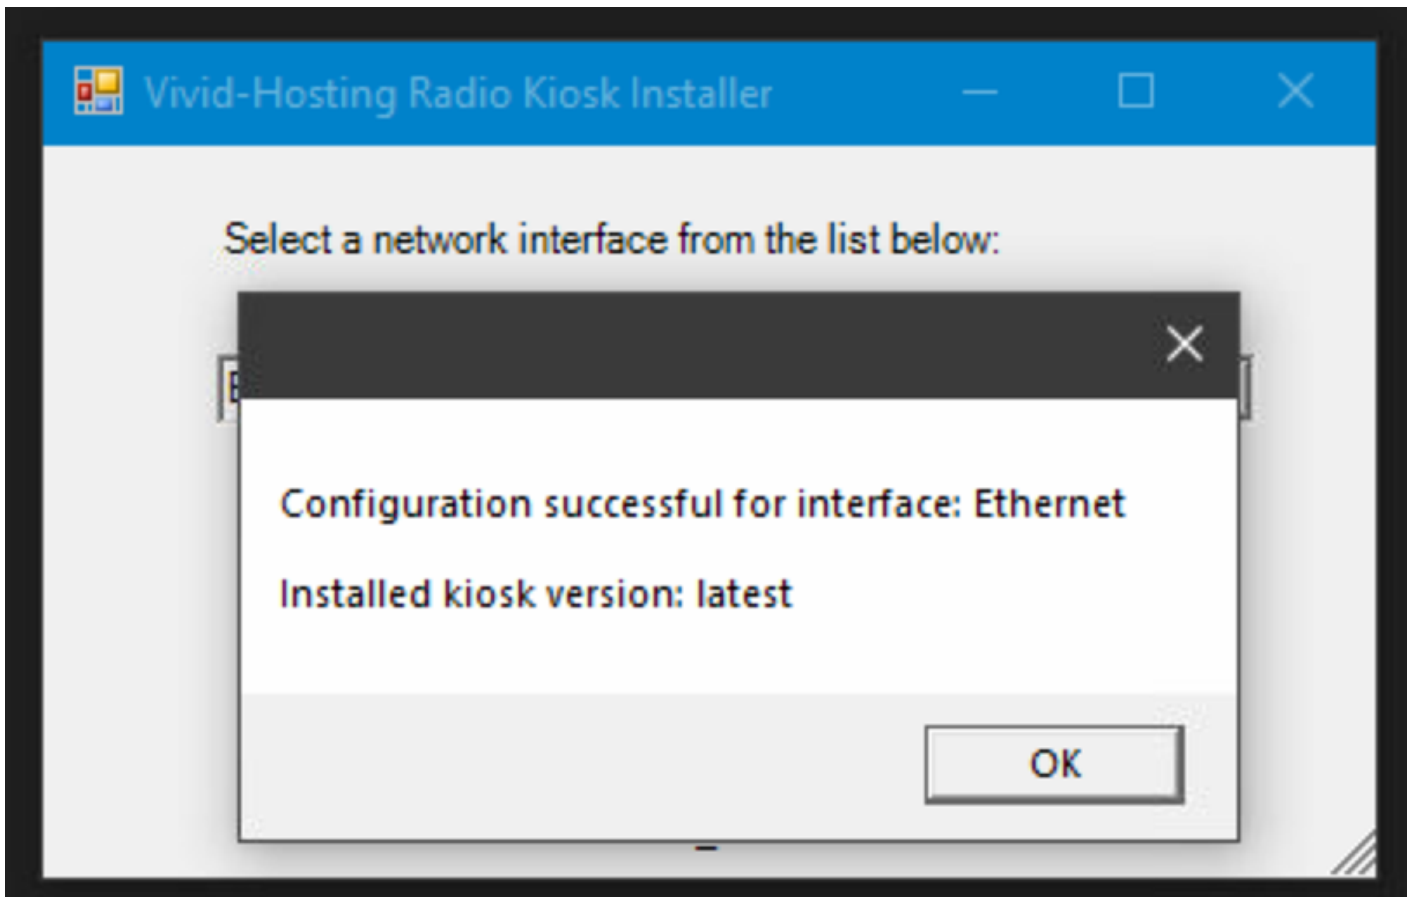 Vivid-Hosting Radio Kiosk Installer
Select a network interface from the list below:
Configuration successful for interface: Ethernet
Installed kiosk version: latest
OK